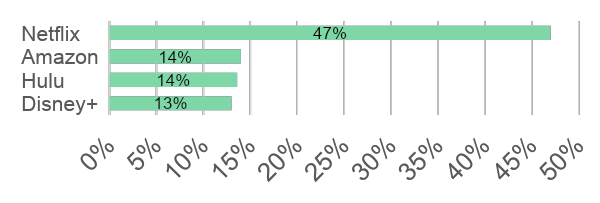 Netflix 47%
Amazon 14%
Hulu 14%
Disney+ 13%
0% 5% 10% 15% 20% 25% 30% 35% 40% 45% 50%